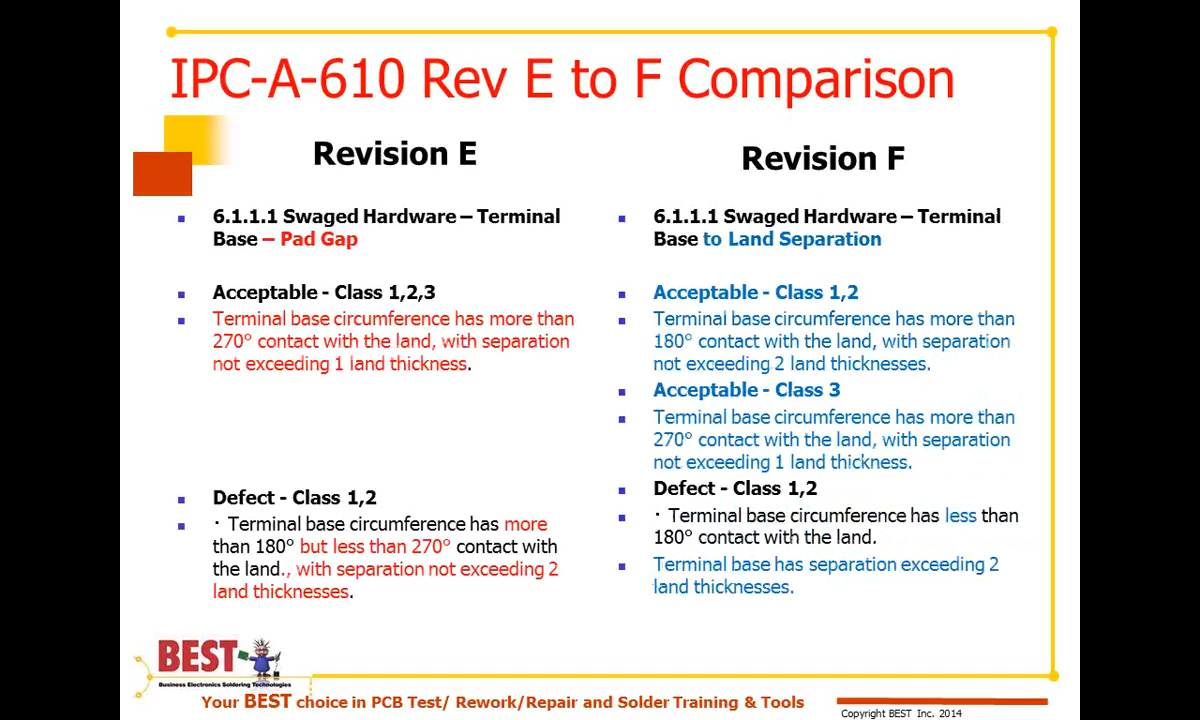 IPC-A-610 Rev E to F Comparison
Revision E
6.1.1.1 Swaged Hardware – Terminal
Base – Pad Gap
Acceptable - Class 1,2,3
Terminal base circumference has more than
270° contact with the land, with separation
not exceeding 1 land thickness.
Defect - Class 1,2
· Terminal base circumference has more
than 180° but less than 270° contact with
the land., with separation not exceeding 2
land thicknesses.
Revision F
6.1.1.1 Swaged Hardware – Terminal
Base to Land Separation
Acceptable - Class 1,2
Terminal base circumference has more than
180° contact with the land, with separation
not exceeding 2 land thicknesses.
Acceptable - Class 3
Terminal base circumference has more than
270° contact with the land, with separation
not exceeding 1 land thickness.
Defect - Class 1,2
· Terminal base circumference has less than
180° contact with the land.
Terminal base has separation exceeding 2
land thicknesses.
BEST
Business Electronics Soldering Technologies
Your BEST choice in PCB Test/ Rework/Repair and Solder Training & Tools
Copyright BEST Inc. 2014